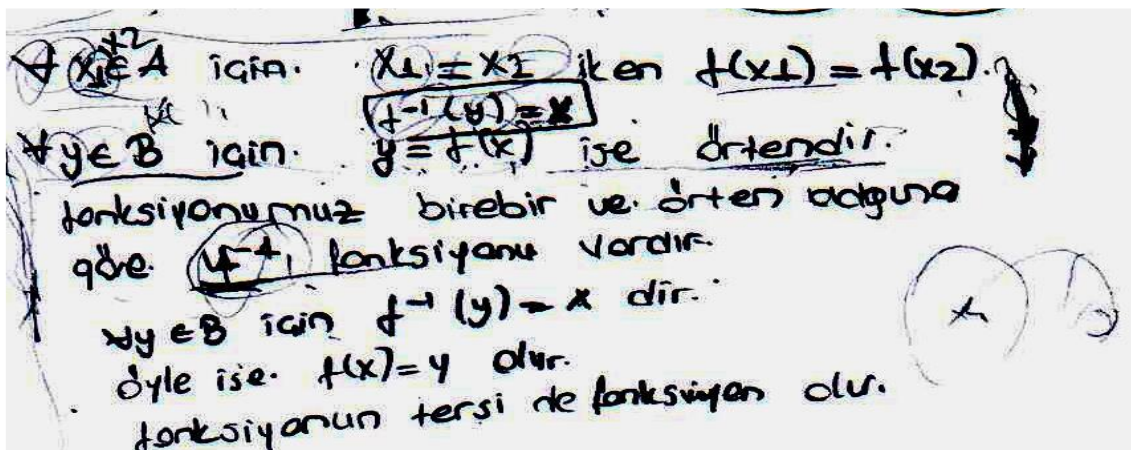 ∀ x1, x2 ∈ A için. x1 = x2 iken f(x1) = f(x2).
f⁻¹(y) = x
∀ y ∈ B için. y = f(x) ise örtendir.
fonksiyonumuz birebir ve örten olduğuna
göre. f⁻¹, fonksiyonu vardır.
∀y ∈ B için f⁻¹(y) = x dir.
öyle ise. f(x) = y olur.
fonksiyonun tersi de fonksiyon olur.